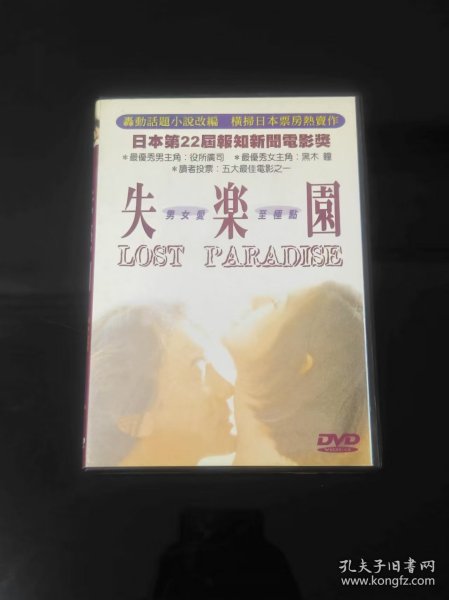 轟動話題小說改編 橫掃日本票房熱賣作
日本第22屆報知新聞電影獎
*最優秀男主角：役所廣司 *最優秀女主角：黑木 瞳
*讀者投票：五大最佳電影之一
失楽園
男女愛 至極點
LOST PARADISE
DVD
孔夫子旧书网
www.kongfz.com